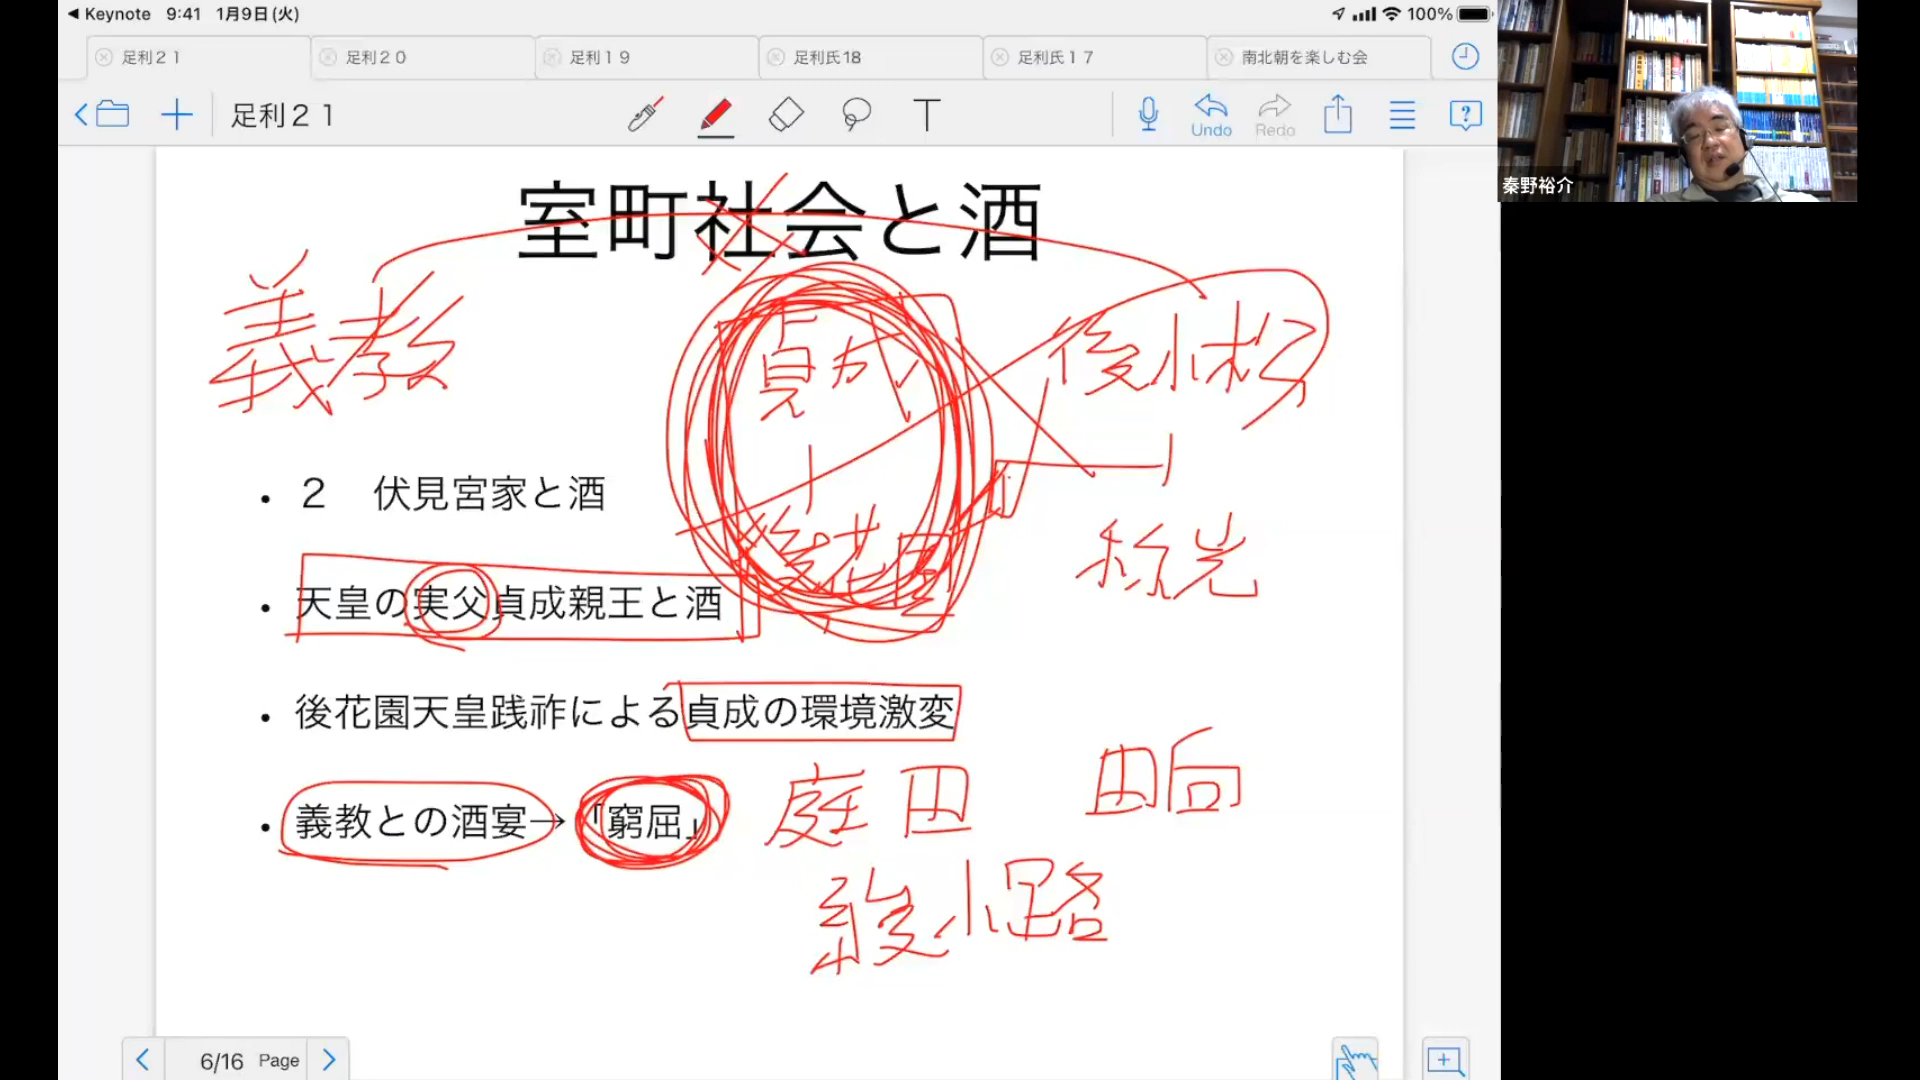 Keynote 9:41 1月9日(火) 100%
足利２１ 足利２０ 足利１９ 足利氏18 足利氏１７ 南北朝を楽しむ会
足利２１ T Undo Redo ?
秦野裕介
室町社会と酒
義教 貞成 後小松
後花園 称光
・２　伏見宮家と酒
・天皇の実父貞成親王と酒
・後花園天皇践祚による貞成の環境激変
・義教との酒宴→「窮屈」
庭田 田向
綾小路
6/16 Page